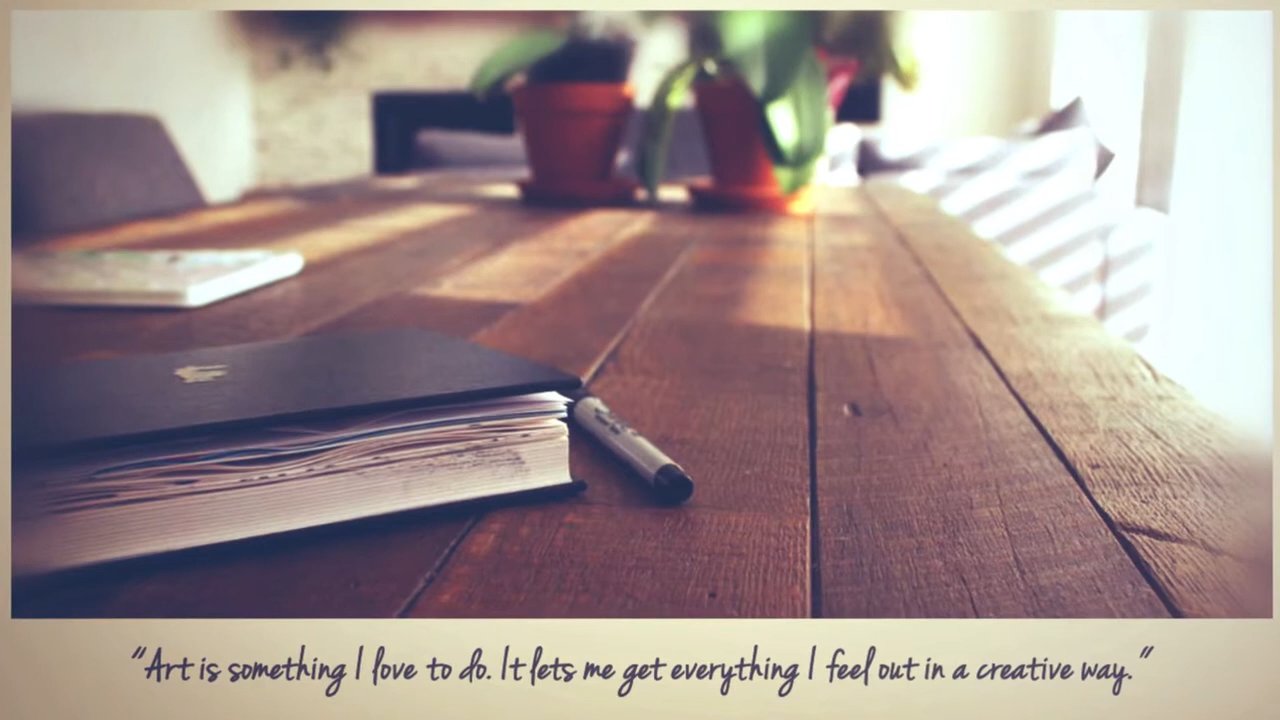 “Art is something I love to do. It lets me get everything I feel out in a creative way.”